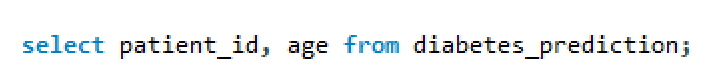 select patient_id, age from diabetes_prediction;